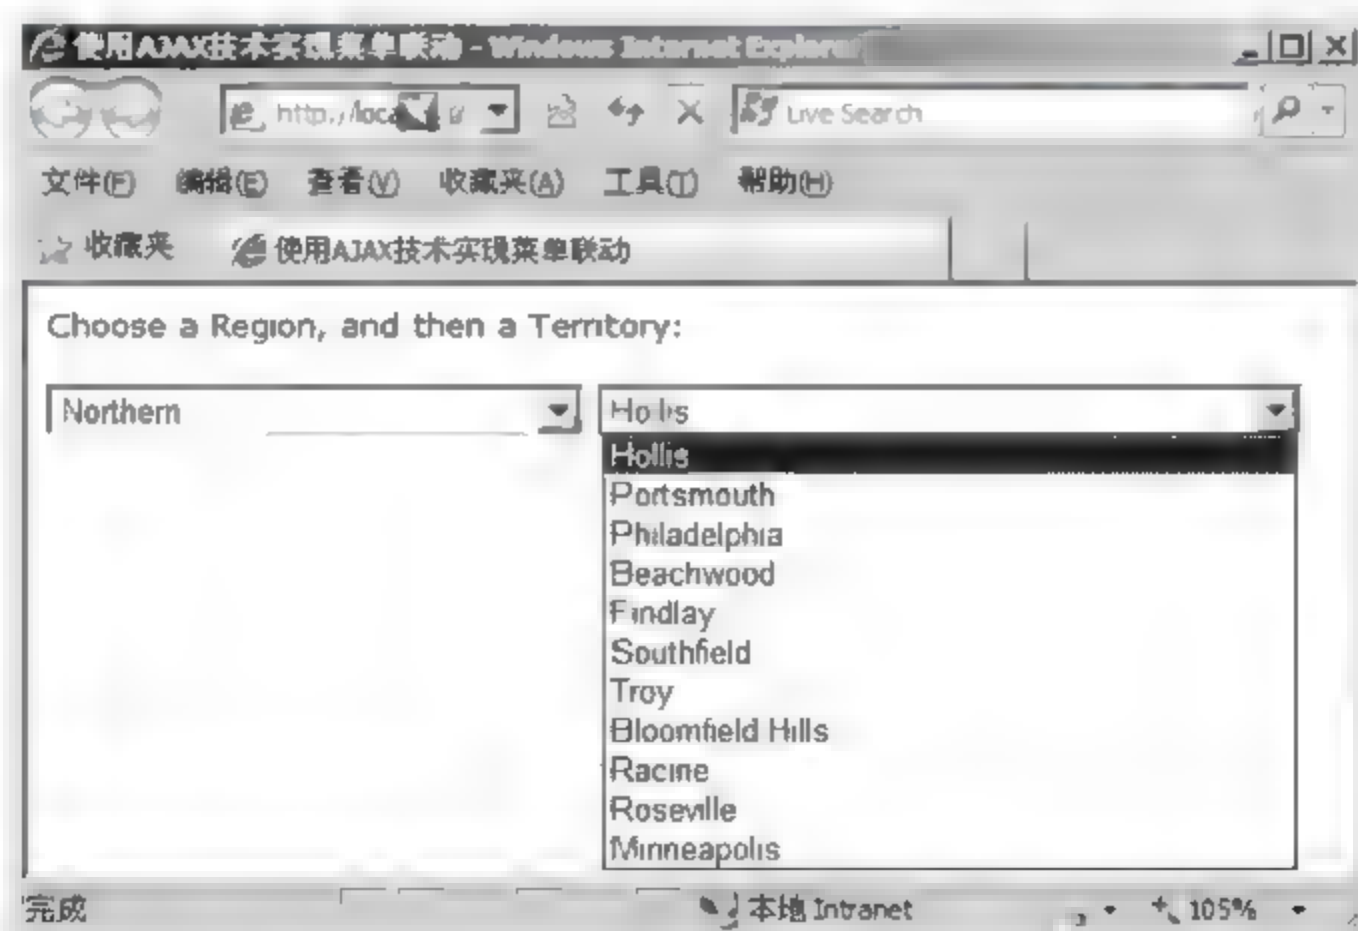 使用AJAX技术实现菜单联动 - Windows Internet Explorer
Live Search
文件(F) 编辑(E) 查看(V) 收藏夹(A) 工具(T) 帮助(H)
收藏夹 使用AJAX技术实现菜单联动
Choose a Region, and then a Territory:
Northern Hollis
Hollis
Portsmouth
Philadelphia
Beachwood
Findlay
Southfield
Troy
Bloomfield Hills
Racine
Roseville
Minneapolis
完成 本地 Intranet 105%